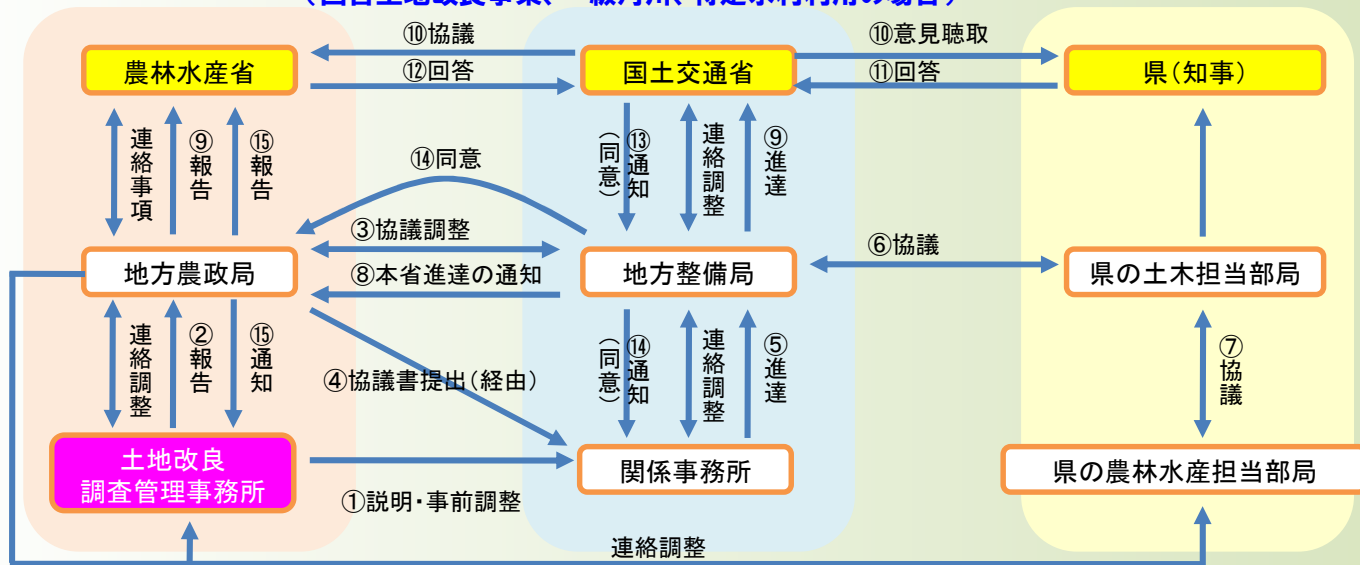 ⑩協議
⑩意見聴取
農林水産省
国土交通省
県(知事)
⑫回答
⑪回答
連絡事項
⑨報告
⑮報告
⑬通知
(同意)
連絡調整
⑨進達
⑭同意
③協議調整
⑥協議
地方農政局
地方整備局
県の土木担当部局
⑧本省進達の通知
連絡調整
②報告
⑮通知
⑭通知
(同意)
連絡調整
⑤進達
⑦協議
④協議書提出(経由)
土地改良
調査管理事務所
関係事務所
県の農林水産担当部局
①説明・事前調整
連絡調整